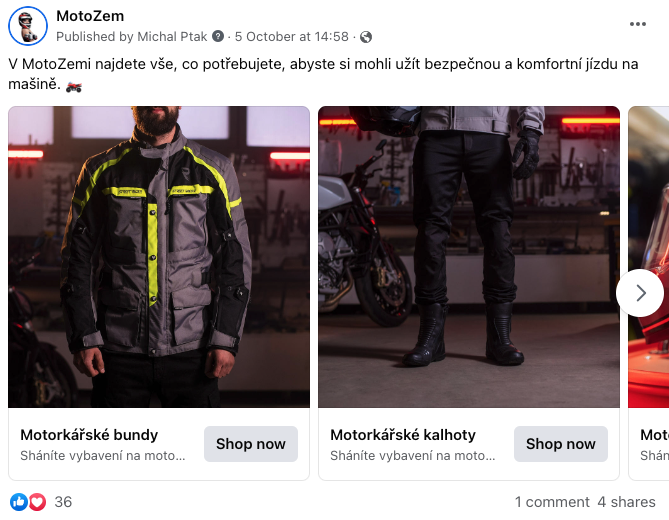 MotoZem
Published by Michal Ptak · 5 October at 14:58 ·
V MotoZemi najdete vše, co potřebujete, abyste si mohli užít bezpečnou a komfortní jízdu na
mašině.
Motorkářské bundy
Sháníte vybavení na moto...
Shop now
Motorkářské kalhoty
Sháníte vybavení na moto...
Shop now
Mot
Shán
36
1 comment 4 shares